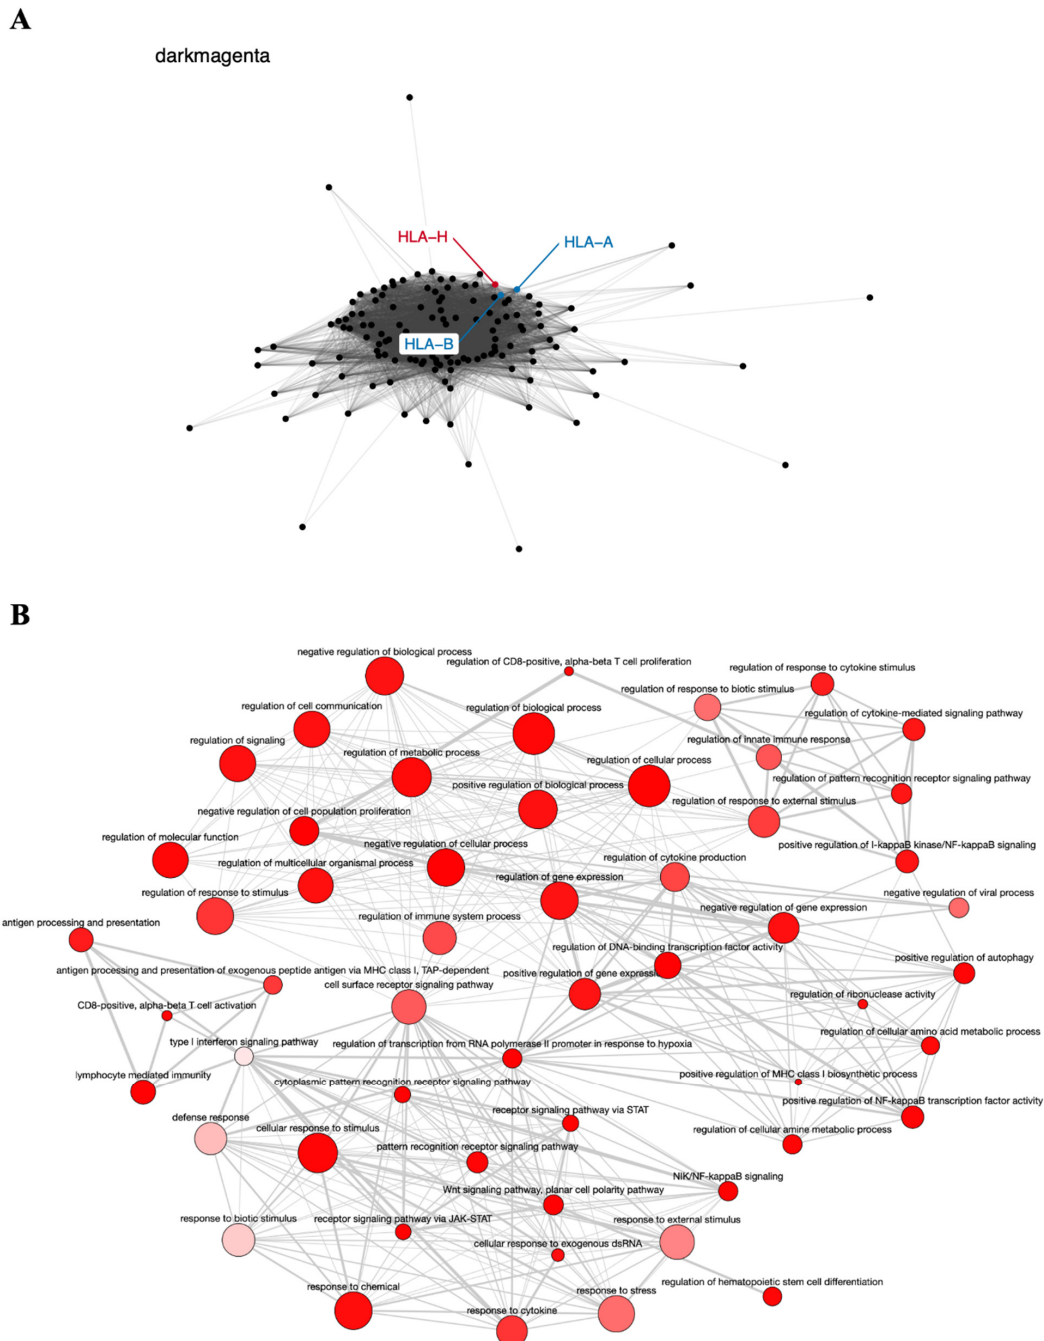 A
darkmagenta
HLA–H
HLA–A
HLA–B
B
negative regulation of biological process
regulation of CD8-positive, alpha-beta T cell proliferation
regulation of response to cytokine stimulus
regulation of response to biotic stimulus
regulation of cell communication
regulation of biological process
regulation of cytokine-mediated signaling pathway
regulation of signaling
regulation of innate immune response
regulation of metabolic process
regulation of cellular process
regulation of pattern recognition receptor signaling pathway
positive regulation of biological process
regulation of response to external stimulus
negative regulation of cell population proliferation
regulation of molecular function
negative regulation of cellular process
positive regulation of I-kappaB kinase/NF-kappaB signaling
regulation of multicellular organismal process
regulation of cytokine production
regulation of gene expression
regulation of response to stimulus
negative regulation of viral process
negative regulation of gene expression
antigen processing and presentation
regulation of immune system process
regulation of DNA-binding transcription factor activity
positive regulation of autophagy
antigen processing and presentation of exogenous peptide antigen via MHC class I, TAP-dependent
positive regulation of gene expression
cell surface receptor signaling pathway
regulation of ribonuclease activity
CD8-positive, alpha-beta T cell activation
regulation of cellular amino acid metabolic process
type I interferon signaling pathway
regulation of transcription from RNA polymerase II promoter in response to hypoxia
lymphocyte mediated immunity
positive regulation of MHC class I biosynthetic process
cytoplasmic pattern recognition receptor signaling pathway
positive regulation of NF-kappaB transcription factor activity
receptor signaling pathway via STAT
defense response
cellular response to stimulus
regulation of cellular amine metabolic process
pattern recognition receptor signaling pathway
NIK/NF-kappaB signaling
Wnt signaling pathway, planar cell polarity pathway
response to biotic stimulus
receptor signaling pathway via JAK-STAT
response to external stimulus
cellular response to exogenous dsRNA
regulation of hematopoietic stem cell differentiation
response to chemical
response to stress
response to cytokine